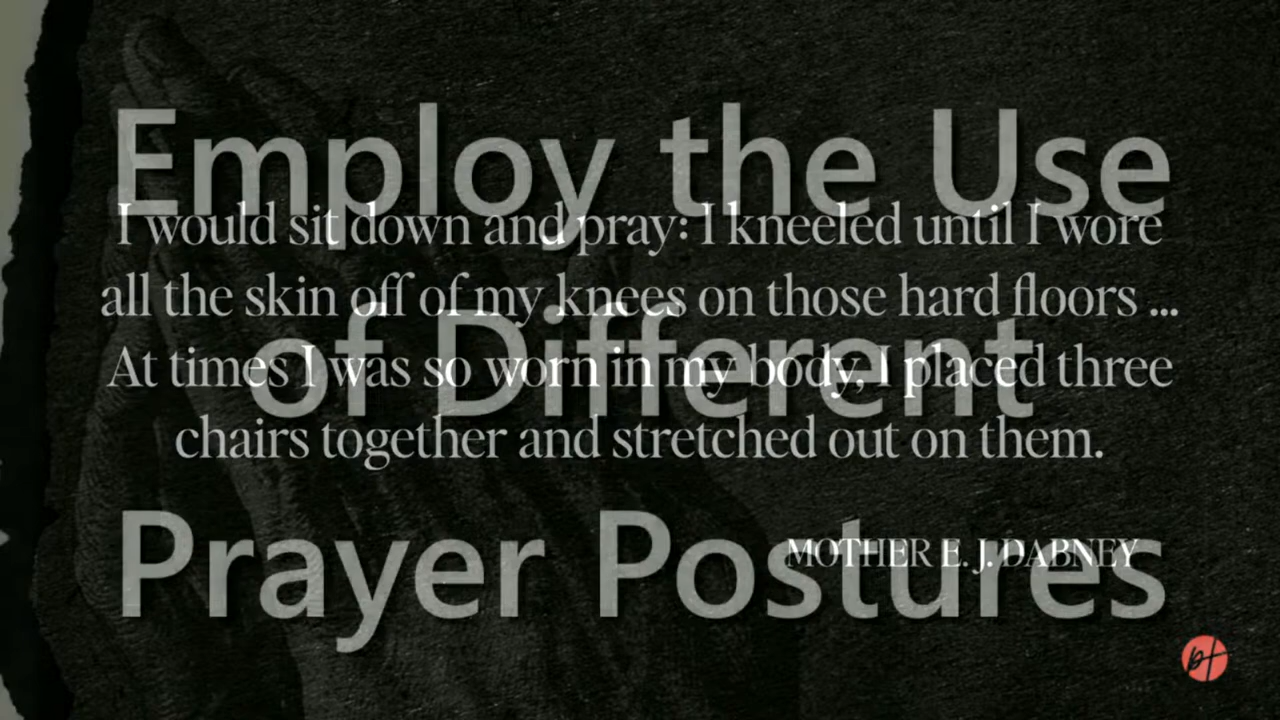 Employ the Use
of Different
Prayer Postures
I would sit down and pray: I kneeled until I wore
all the skin off of my knees on those hard floors ...
At times I was so worn in my body, I placed three
chairs together and stretched out on them.
MOTHER E. J. DABNEY